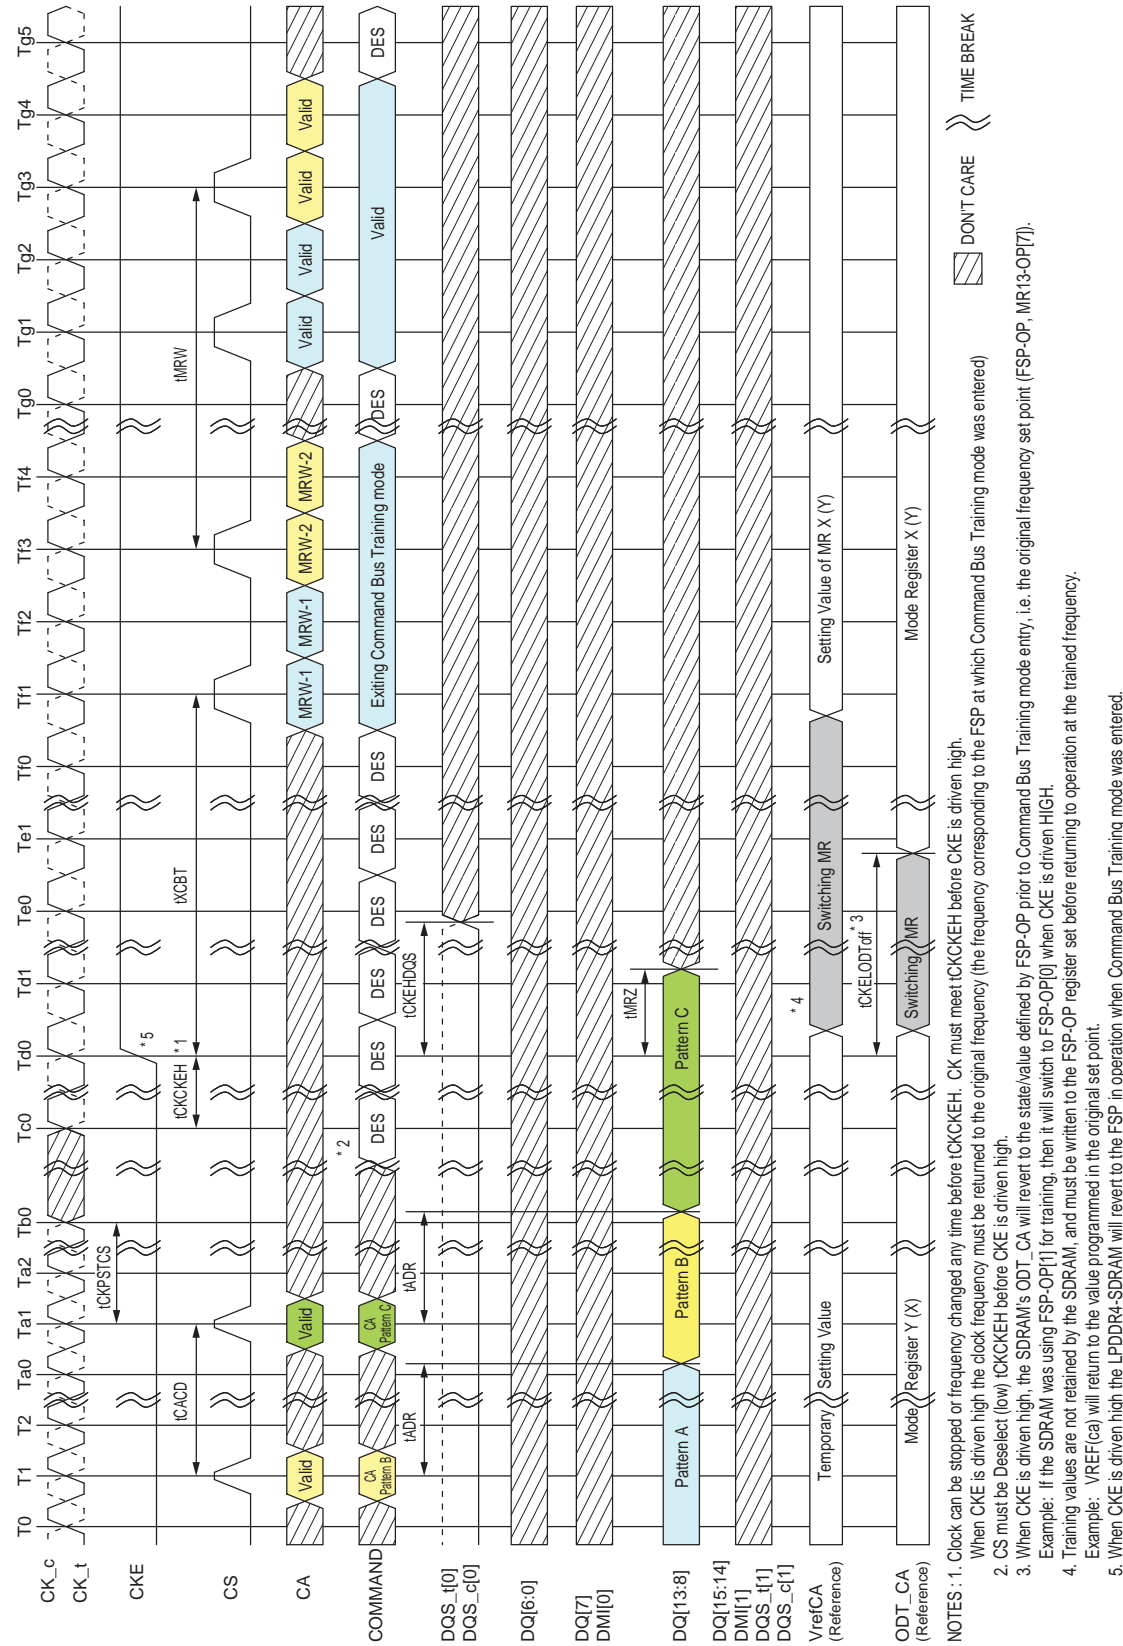 T0 T1 T2 Ta0 Ta1 Ta2 Tb0 Tc0 Td0 Td1 Te0 Te1 Tf0 Tf1 Tf2 Tf3 Tf4 Tg0 Tg1 Tg2 Tg3 Tg4 Tg5
CK_c
CK_t
tCKPSTCS tCKCKEH * 1
CKE
* 5
tCACD tXCBT tMRW
CS
CA
Valid Valid MRW-1 MRW-1 MRW-2 MRW-2 Valid Valid Valid Valid
* 2
COMMAND
CA Pattern B
CA Pattern C
DES DES DES DES DES DES Exiting Command Bus Training mode DES Valid DES
tADR tADR tCKEHDQS
DQS_t[0]
DQS_c[0]
DQ[6:0]
DQ[7]
DMI[0]
tMRZ
DQ[13:8]
Pattern A Pattern B Pattern C
DQ[15:14]
DMI[1]
DQS_t[1]
DQS_c[1]
* 4
VrefCA
(Reference)
Temporary Setting Value Switching MR Setting Value of MR X (Y)
tCKELODToff * 3
ODT_CA
(Reference)
Mode Register Y (X) Switching MR Mode Register X (Y)
DON'T CARE TIME BREAK
NOTES : 1. Clock can be stopped or frequency changed any time before tCKCKEH. CK must meet tCKCKEH before CKE is driven high.
When CKE is driven high the clock frequency must be returned to the original frequency (the frequency corresponding to the FSP at which Command Bus Training mode was entered)
2. CS must be Deselect (low) tCKCKEH before CKE is driven high.
3. When CKE is driven high, the SDRAM's ODT_CA will revert to the state/value defined by FSP-OP prior to Command Bus Training mode entry, i.e. the original frequency set point (FSP-OP, MR13-OP[7]).
Example: If the SDRAM was using FSP-OP[1] for training, then it will switch to FSP-OP[0] when CKE is driven HIGH.
4. Training values are not retained by the SDRAM, and must be written to the FSP-OP register set before returning to operation at the trained frequency.
Example: VREF(ca) will return to the value programmed in the original set point.
5. When CKE is driven high the LPDDR4-SDRAM will revert to the FSP in operation when Command Bus Training mode was entered.